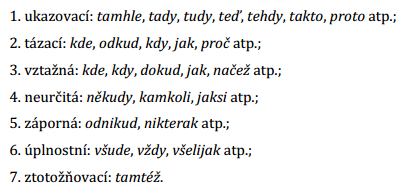 1. ukazovací: tamhle, tady, tudy, teď, tehdy, takto, proto atp.;
2. tázací: kde, odkud, kdy, jak, proč atp.;
3. vztažná: kde, kdy, dokud, jak, načež atp.;
4. neurčitá: někudy, kamkoli, jaksi atp.;
5. záporná: odnikud, nikterak atp.;
6. úplnostní: všude, vždy, všelijak atp.;
7. ztotožňovací: tamtéž.